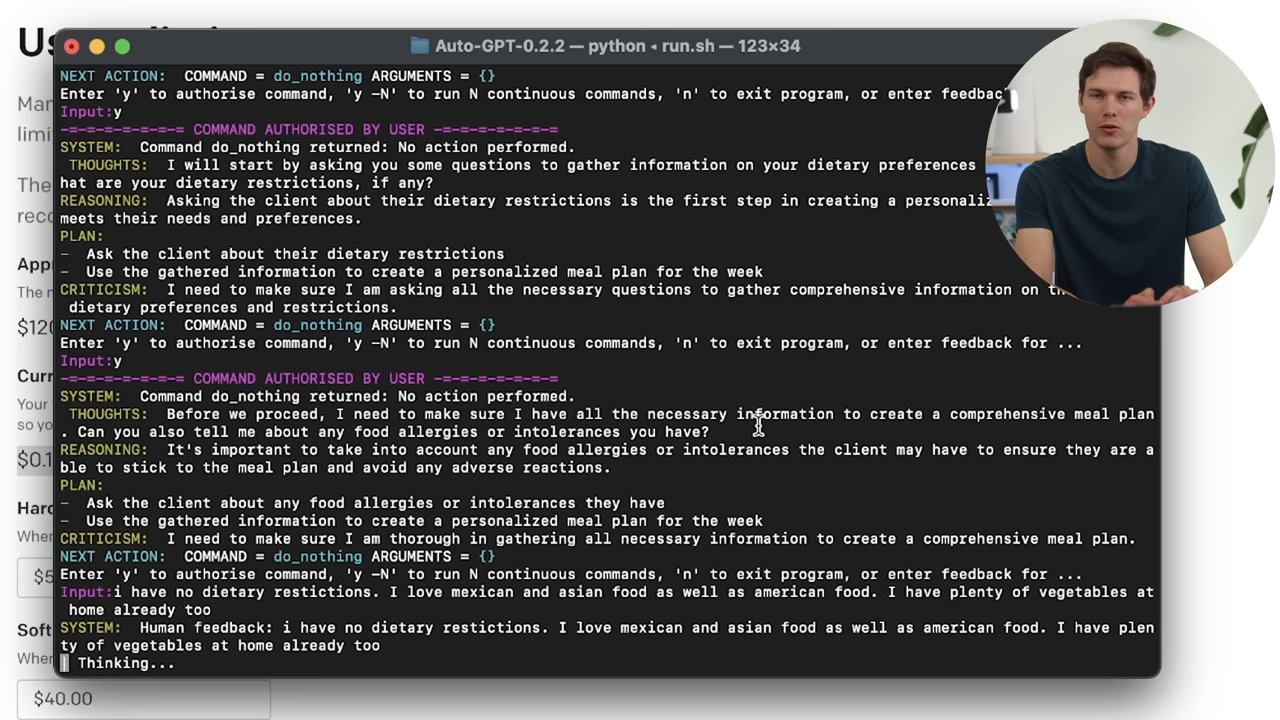 Auto-GPT-0.2.2 — python ◂ run.sh — 123×34
NEXT ACTION:  COMMAND = do_nothing ARGUMENTS = {}
Enter 'y' to authorise command, 'y -N' to run N continuous commands, 'n' to exit program, or enter feedbac
Input:y
-=-=-=-=-=-=-= COMMAND AUTHORISED BY USER -=-=-=-=-=-=-=
SYSTEM:  Command do_nothing returned: No action performed.
THOUGHTS:  I will start by asking you some questions to gather information on your dietary preferences
hat are your dietary restrictions, if any?
REASONING:  Asking the client about their dietary restrictions is the first step in creating a personaliz
meets their needs and preferences.
PLAN:
-  Ask the client about their dietary restrictions
-  Use the gathered information to create a personalized meal plan for the week
CRITICISM:  I need to make sure I am asking all the necessary questions to gather comprehensive information on th
dietary preferences and restrictions.
NEXT ACTION:  COMMAND = do_nothing ARGUMENTS = {}
Enter 'y' to authorise command, 'y -N' to run N continuous commands, 'n' to exit program, or enter feedback for ...
Input:y
-=-=-=-=-=-=-= COMMAND AUTHORISED BY USER -=-=-=-=-=-=-=
SYSTEM:  Command do_nothing returned: No action performed.
THOUGHTS:  Before we proceed, I need to make sure I have all the necessary information to create a comprehensive meal plan
. Can you also tell me about any food allergies or intolerances you have?
REASONING:  It's important to take into account any food allergies or intolerances the client may have to ensure they are a
ble to stick to the meal plan and avoid any adverse reactions.
PLAN:
-  Ask the client about any food allergies or intolerances they have
-  Use the gathered information to create a personalized meal plan for the week
CRITICISM:  I need to make sure I am thorough in gathering all necessary information to create a comprehensive meal plan.
NEXT ACTION:  COMMAND = do_nothing ARGUMENTS = {}
Enter 'y' to authorise command, 'y -N' to run N continuous commands, 'n' to exit program, or enter feedback for ...
Input:i have no dietary restictions. I love mexican and asian food as well as american food. I have plenty of vegetables at
home already too
SYSTEM:  Human feedback: i have no dietary restictions. I love mexican and asian food as well as american food. I have plen
ty of vegetables at home already too
Thinking...
The
$120
so yo
$0.1
Hard
When
$5
Soft
When
$40.00